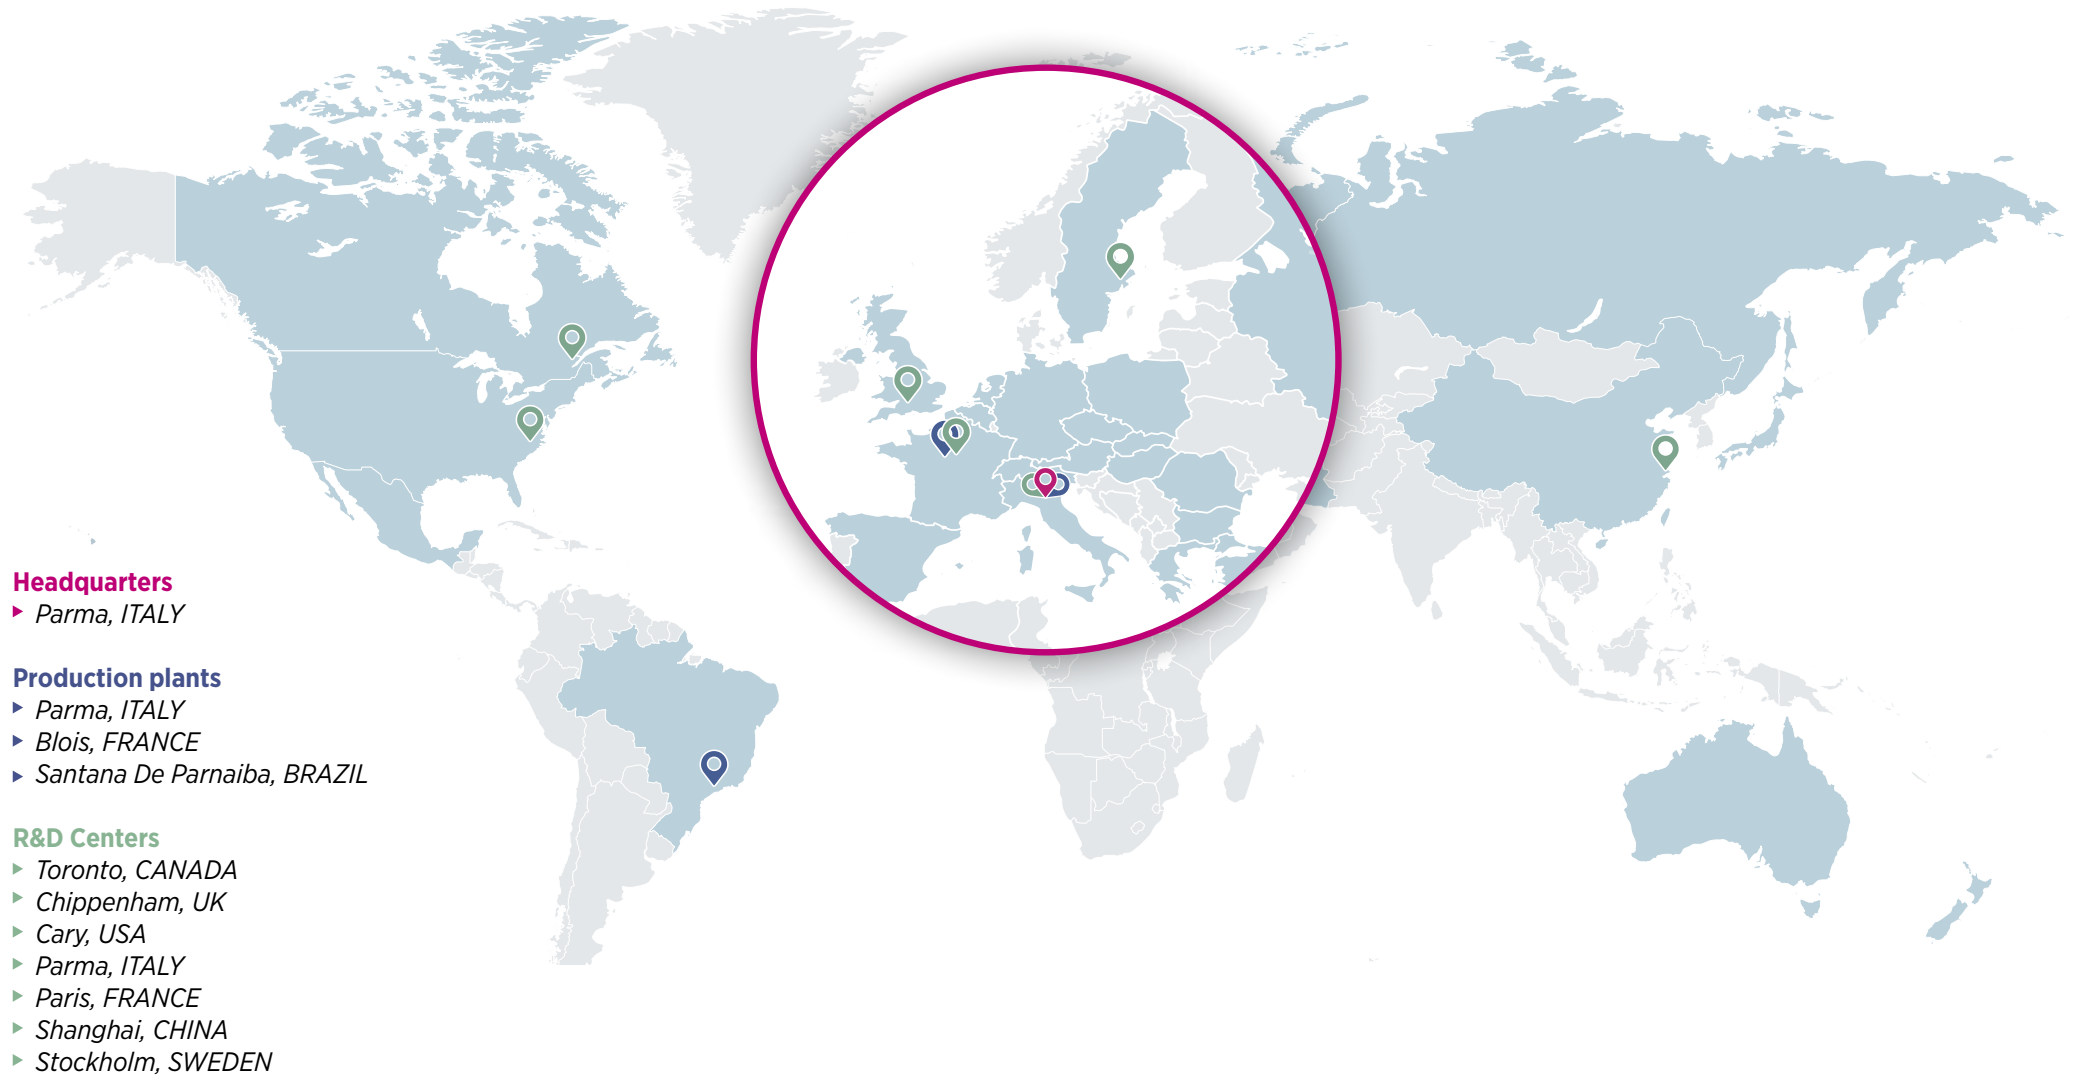 Headquarters
Parma, ITALY
Production plants
Parma, ITALY
Blois, FRANCE
Santana De Parnaiba, BRAZIL
R&D Centers
Toronto, CANADA
Chippenham, UK
Cary, USA
Parma, ITALY
Paris, FRANCE
Shanghai, CHINA
Stockholm, SWEDEN